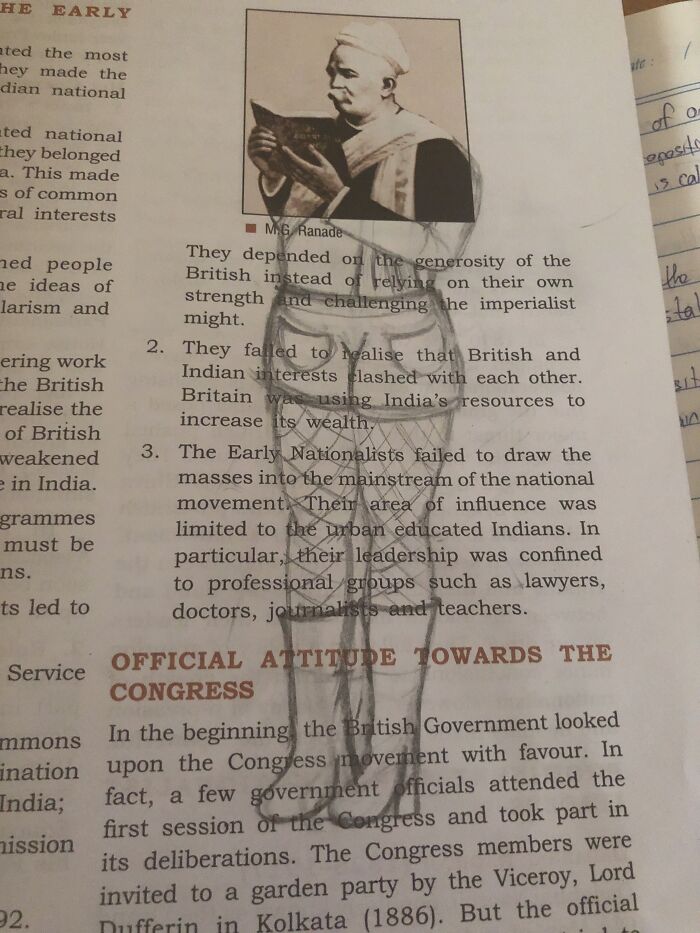 HE EARLY
ated the most
hey made the
dian national
ated national
they belonged
a. This made
s of common
ral interests
ned people
ne ideas of
larism and
ering work
the British
realise the
of British
weakened
e in India.
grammes
must be
ns.
ts led to
Service
mmons
ination
India;
nission
92.
M.G. Ranade
They depended on the generosity of the
British instead of relying on their own
strength and challenging the imperialist
might.
2. They failed to realise that British and
Indian interests clashed with each other.
Britain was using India's resources to
increase its wealth.
3. The Early Nationalists failed to draw the
masses into the mainstream of the national
movement. Their area of influence was
limited to the urban educated Indians. In
particular, their leadership was confined
to professional groups such as lawyers,
doctors, journalists and teachers.
OFFICIAL ATTITUDE TOWARDS THE
CONGRESS
In the beginning, the British Government looked
upon the Congress movement with favour. In
fact, a few government officials attended the
first session of the Congress and took part in
its deliberations. The Congress members were
invited to a garden party by the Viceroy, Lord
Dufferin in Kolkata (1886). But the official
of
is
the